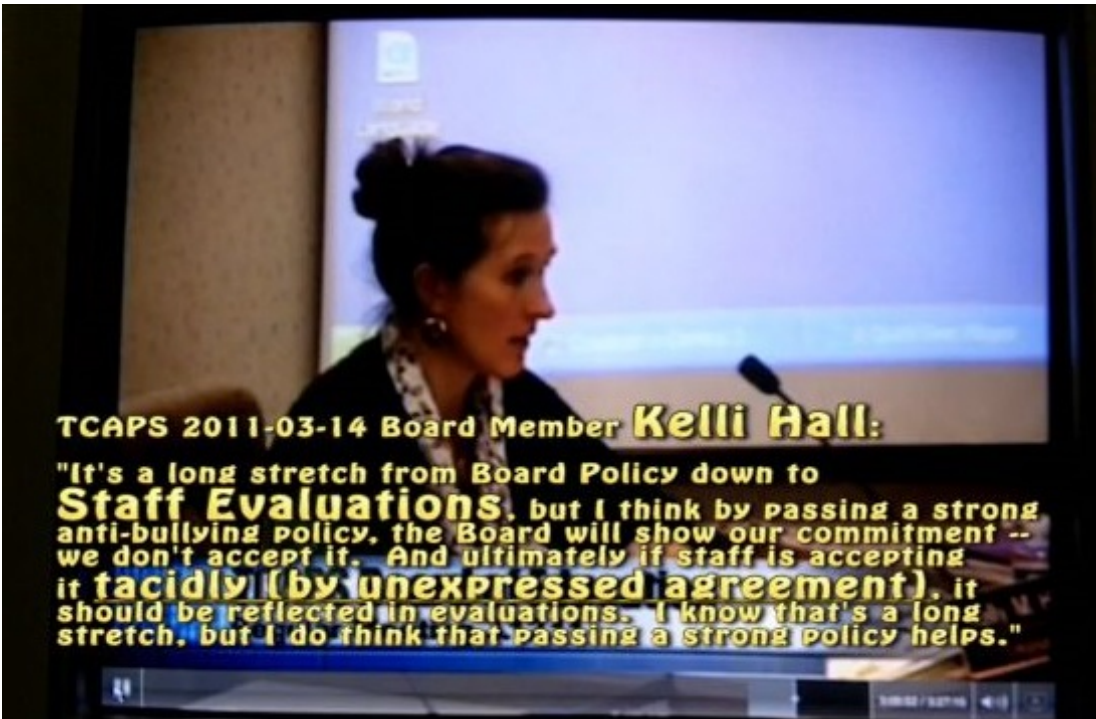 TCAPS 2011-03-14 Board Member Kelli Hall:
"It's a long stretch from Board Policy down to
Staff Evaluations, but I think by passing a strong
anti-bullying policy, the Board will show our commitment --
we don't accept it. And ultimately if staff is accepting
it tacidly (by unexpressed agreement), it
should be reflected in evaluations. I know that's a long
stretch, but I do think that passing a strong policy helps."